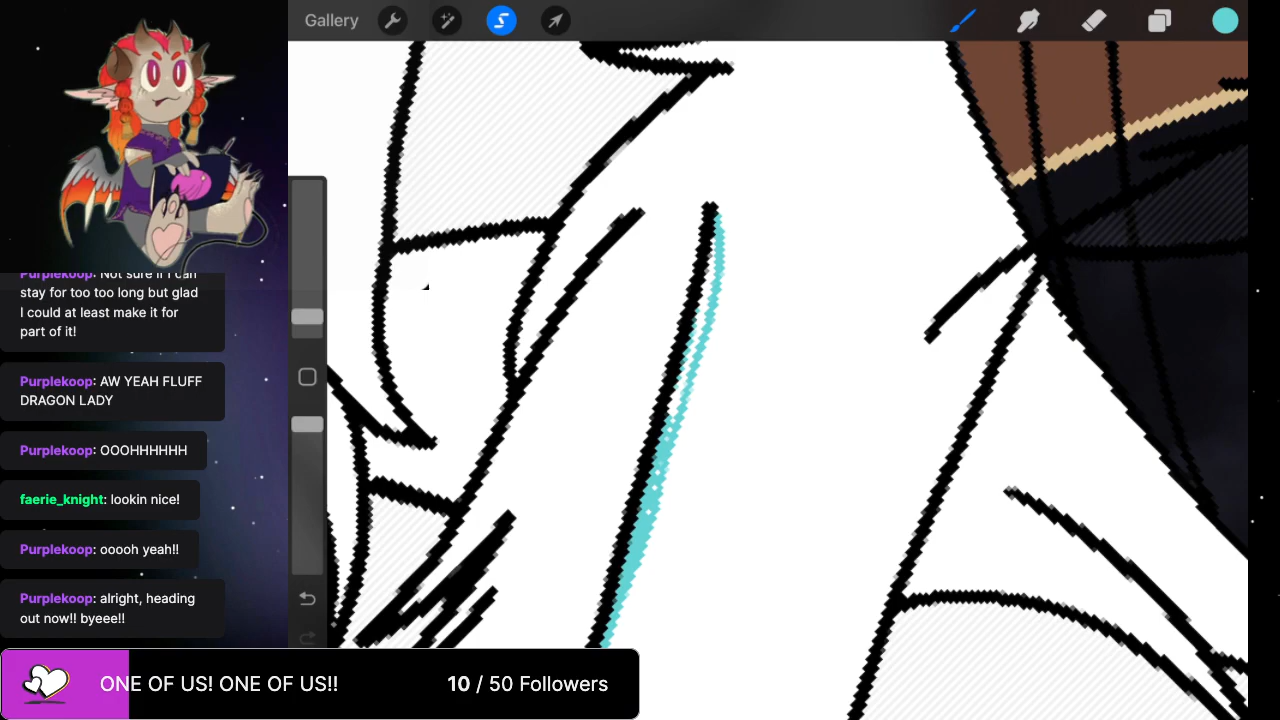 Gallery
Purplekoop: Not sure if I can
stay for too too long but glad
I could at least make it for
part of it!
Purplekoop: AW YEAH FLUFF
DRAGON LADY
Purplekoop: OOOHHHHHH
faerie_knight: lookin nice!
Purplekoop: ooooh yeah!!
Purplekoop: alright, heading
out now!! byeee!!
ONE OF US! ONE OF US!!
10 / 50 Followers